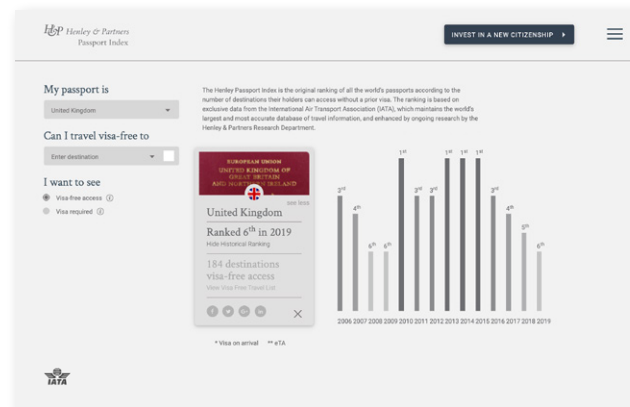 H&P Henley & Partners
Passport Index
INVEST IN A NEW CITIZENSHIP
My passport is
United Kingdom
Can I travel visa-free to
Enter destination
I want to see
Visa-free access
Visa required
The Henley Passport Index is the original ranking of all the world's passports according to the
number of destinations their holders can access without a prior visa. The ranking is based on
exclusive data from the International Air Transport Association (IATA), which maintains the world's
largest and most accurate database of travel information, and enhanced by ongoing research by the
Henley & Partners Research Department.
EUROPEAN UNION
UNITED KINGDOM OF
GREAT BRITAIN
AND NORTHERN IRELAND
see less
United Kingdom
Ranked 6th in 2019
Hide Historical Ranking
184 destinations
visa-free access
View Visa Free Travel List
* Visa on arrival ** eTA
3rd 4th 6th 6th 1st 3rd 3rd 1st 1st 1st 3rd 4th 5th 6th
2006 2007 2008 2009 2010 2011 2012 2013 2014 2015 2016 2017 2018 2019
IATA